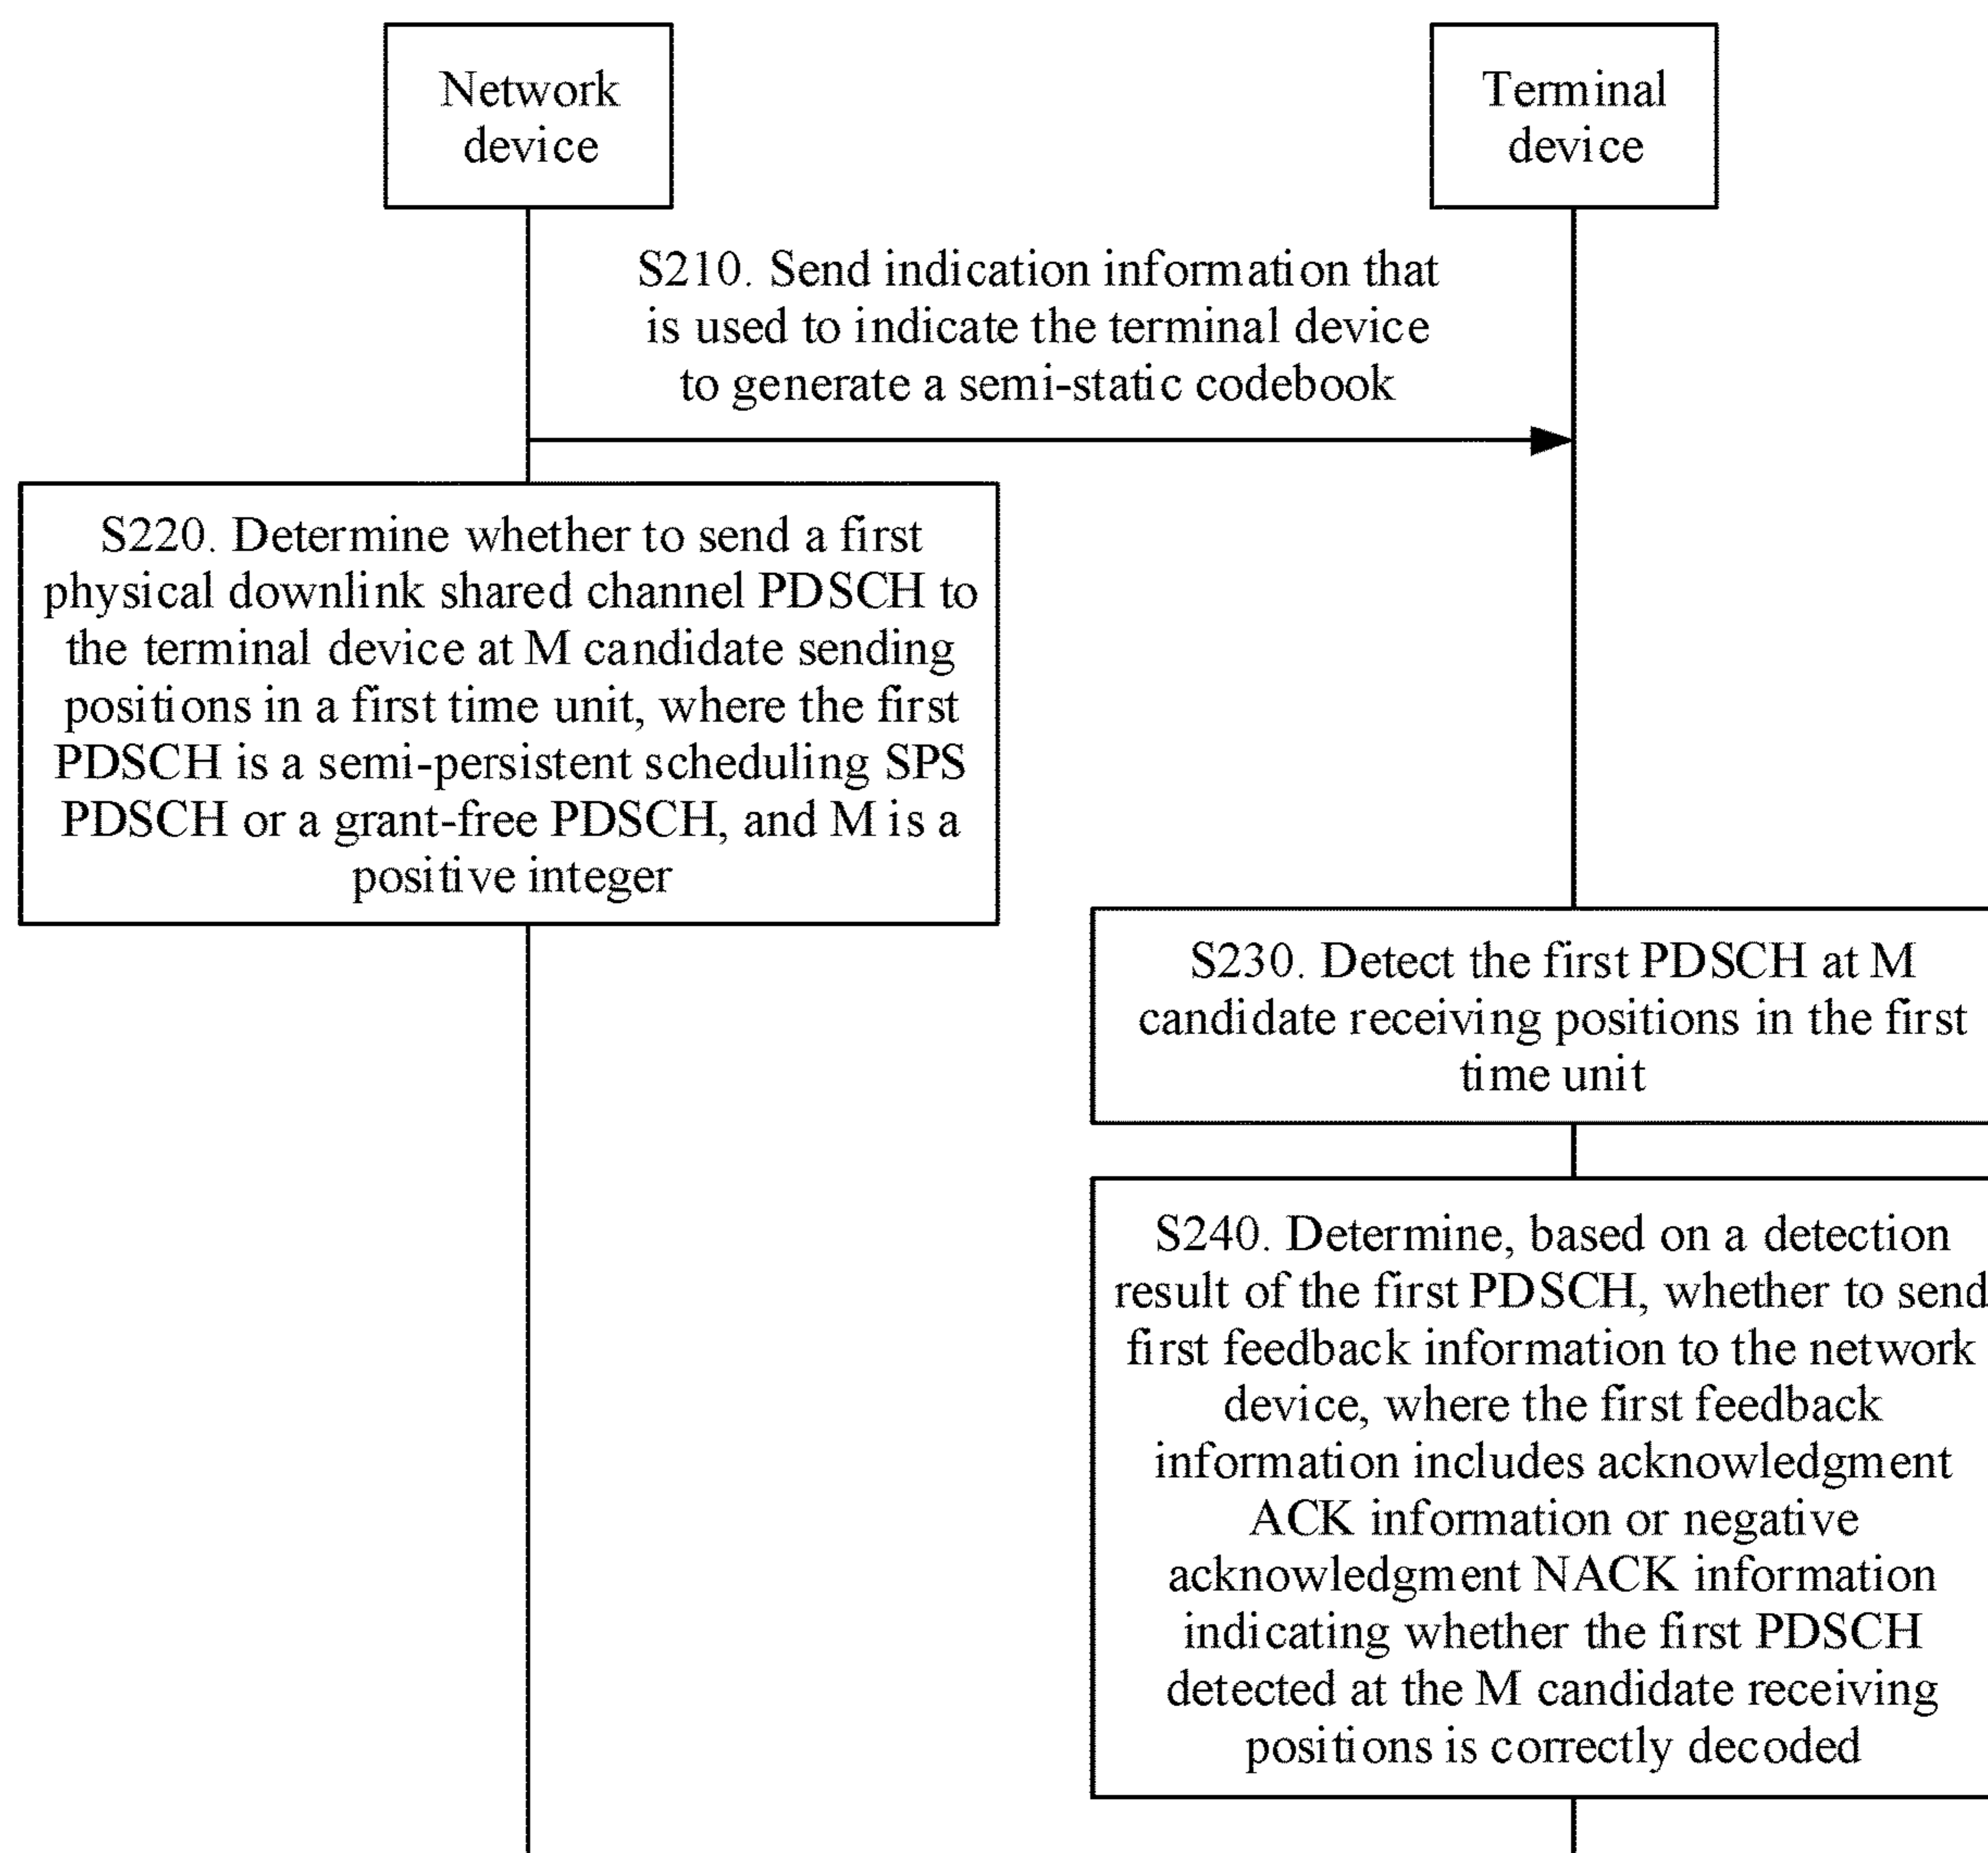 Network
device
Terminal
device
S210. Send indication information that
is used to indicate the terminal device
to generate a semi-static codebook
S220. Determine whether to send a first
physical downlink shared channel PDSCH to
the terminal device at M candidate sending
positions in a first time unit, where the first
PDSCH is a semi-persistent scheduling SPS
PDSCH or a grant-free PDSCH, and M is a
positive integer
S230. Detect the first PDSCH at M
candidate receiving positions in the first
time unit
S240. Determine, based on a detection
result of the first PDSCH, whether to send
first feedback information to the network
device, where the first feedback
information includes acknowledgment
ACK information or negative
acknowledgment NACK information
indicating whether the first PDSCH
detected at the M candidate receiving
positions is correctly decoded